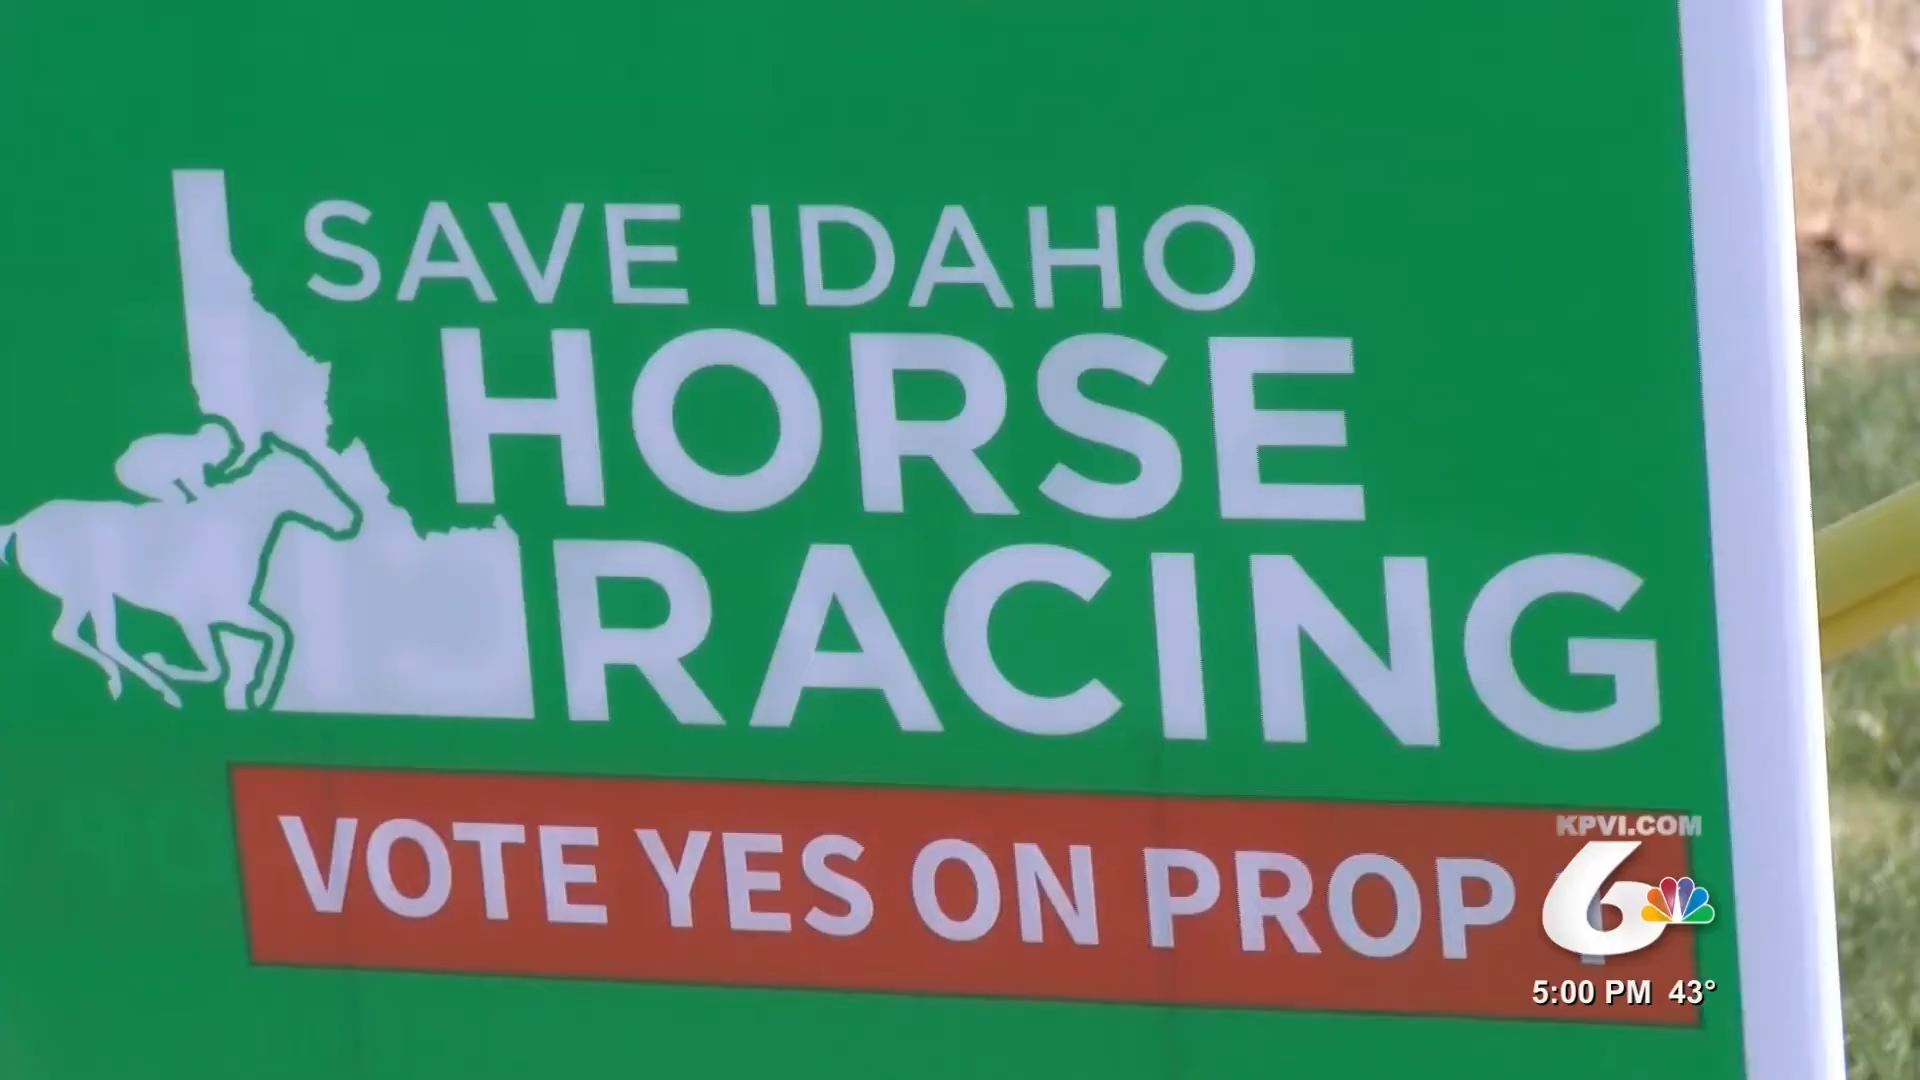 SAVE IDAHO
HORSE
RACING
VOTE YES ON PROP
KPVI.COM
6
5:00 PM 43°